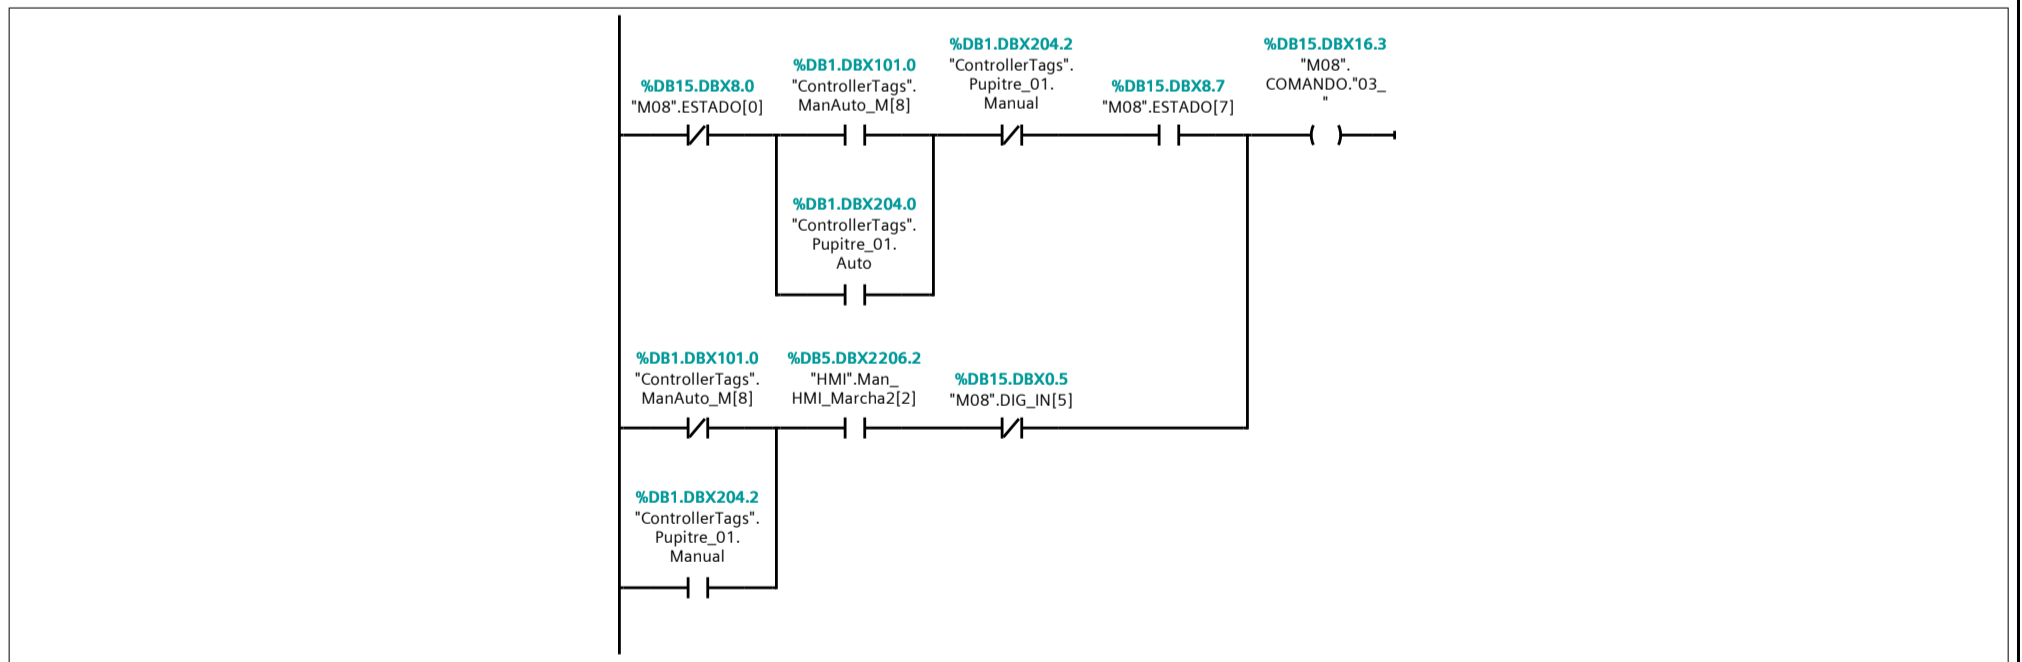 %DB15.DBX8.0
"M08".ESTADO[0]
%DB1.DBX101.0
"ControllerTags".
ManAuto_M[8]
%DB1.DBX204.2
"ControllerTags".
Pupitre_01.
Manual
%DB15.DBX8.7
"M08".ESTADO[7]
%DB15.DBX16.3
"M08".
COMANDO."03_
"
%DB1.DBX204.0
"ControllerTags".
Pupitre_01.
Auto
%DB1.DBX101.0
"ControllerTags".
ManAuto_M[8]
%DB5.DBX2206.2
"HMI".Man_
HMI_Marcha2[2]
%DB15.DBX0.5
"M08".DIG_IN[5]
%DB1.DBX204.2
"ControllerTags".
Pupitre_01.
Manual